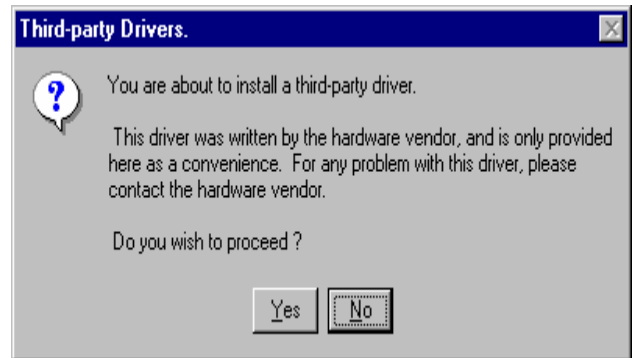 Third-party Drivers.
You are about to install a third-party driver.
This driver was written by the hardware vendor, and is only provided
here as a convenience.  For any problem with this driver, please
contact the hardware vendor.
Do you wish to proceed ?
Yes
No